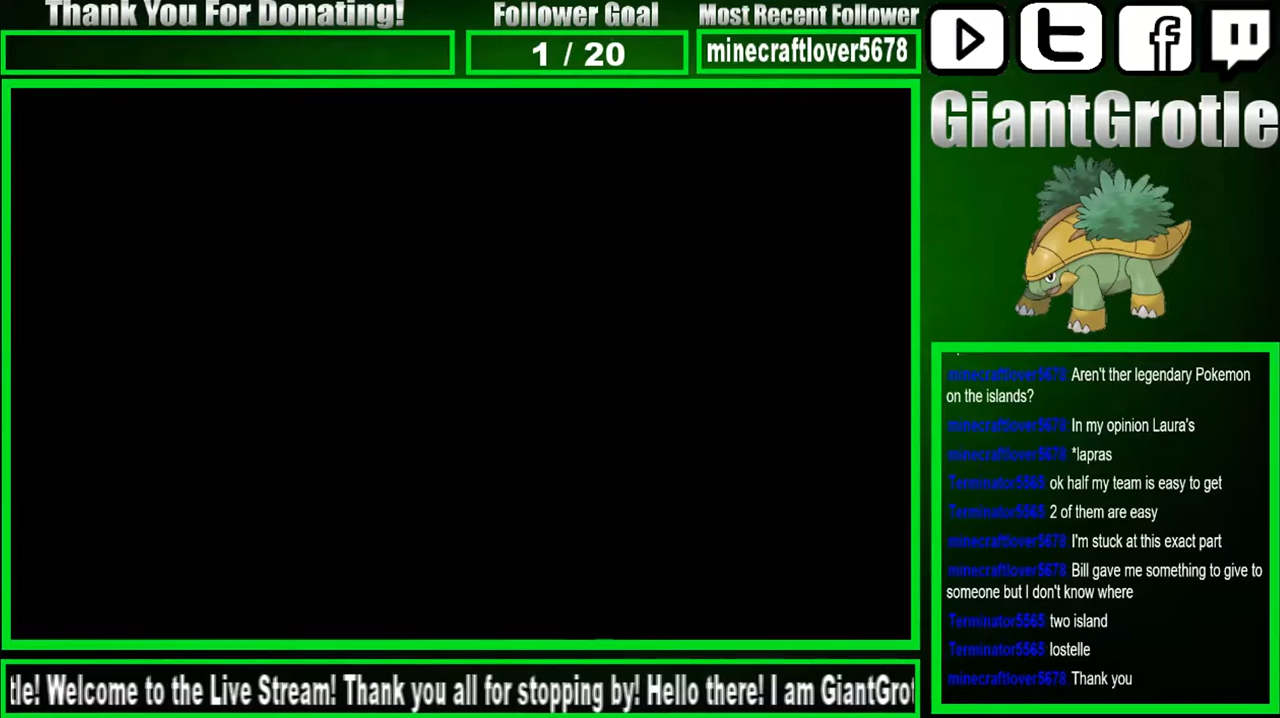 Thank You For Donating!
Follower Goal
Most Recent Follower
1 / 20
minecraftlover5678
GiantGrotle
minecraftlover5678 Aren't ther legendary Pokemon
on the islands?
minecraftlover5678 In my opinion Laura's
minecraftlover5678 *lapras
Terminator5565 ok half my team is easy to get
Terminator5565 2 of them are easy
minecraftlover5678 I'm stuck at this exact part
minecraftlover5678 Bill gave me something to give to
someone but I don't know where
Terminator5565 two island
Terminator5565 lostelle
minecraftlover5678 Thank you
tle! Welcome to the Live Stream! Thank you all for stopping by! Hello there! I am GiantGrot